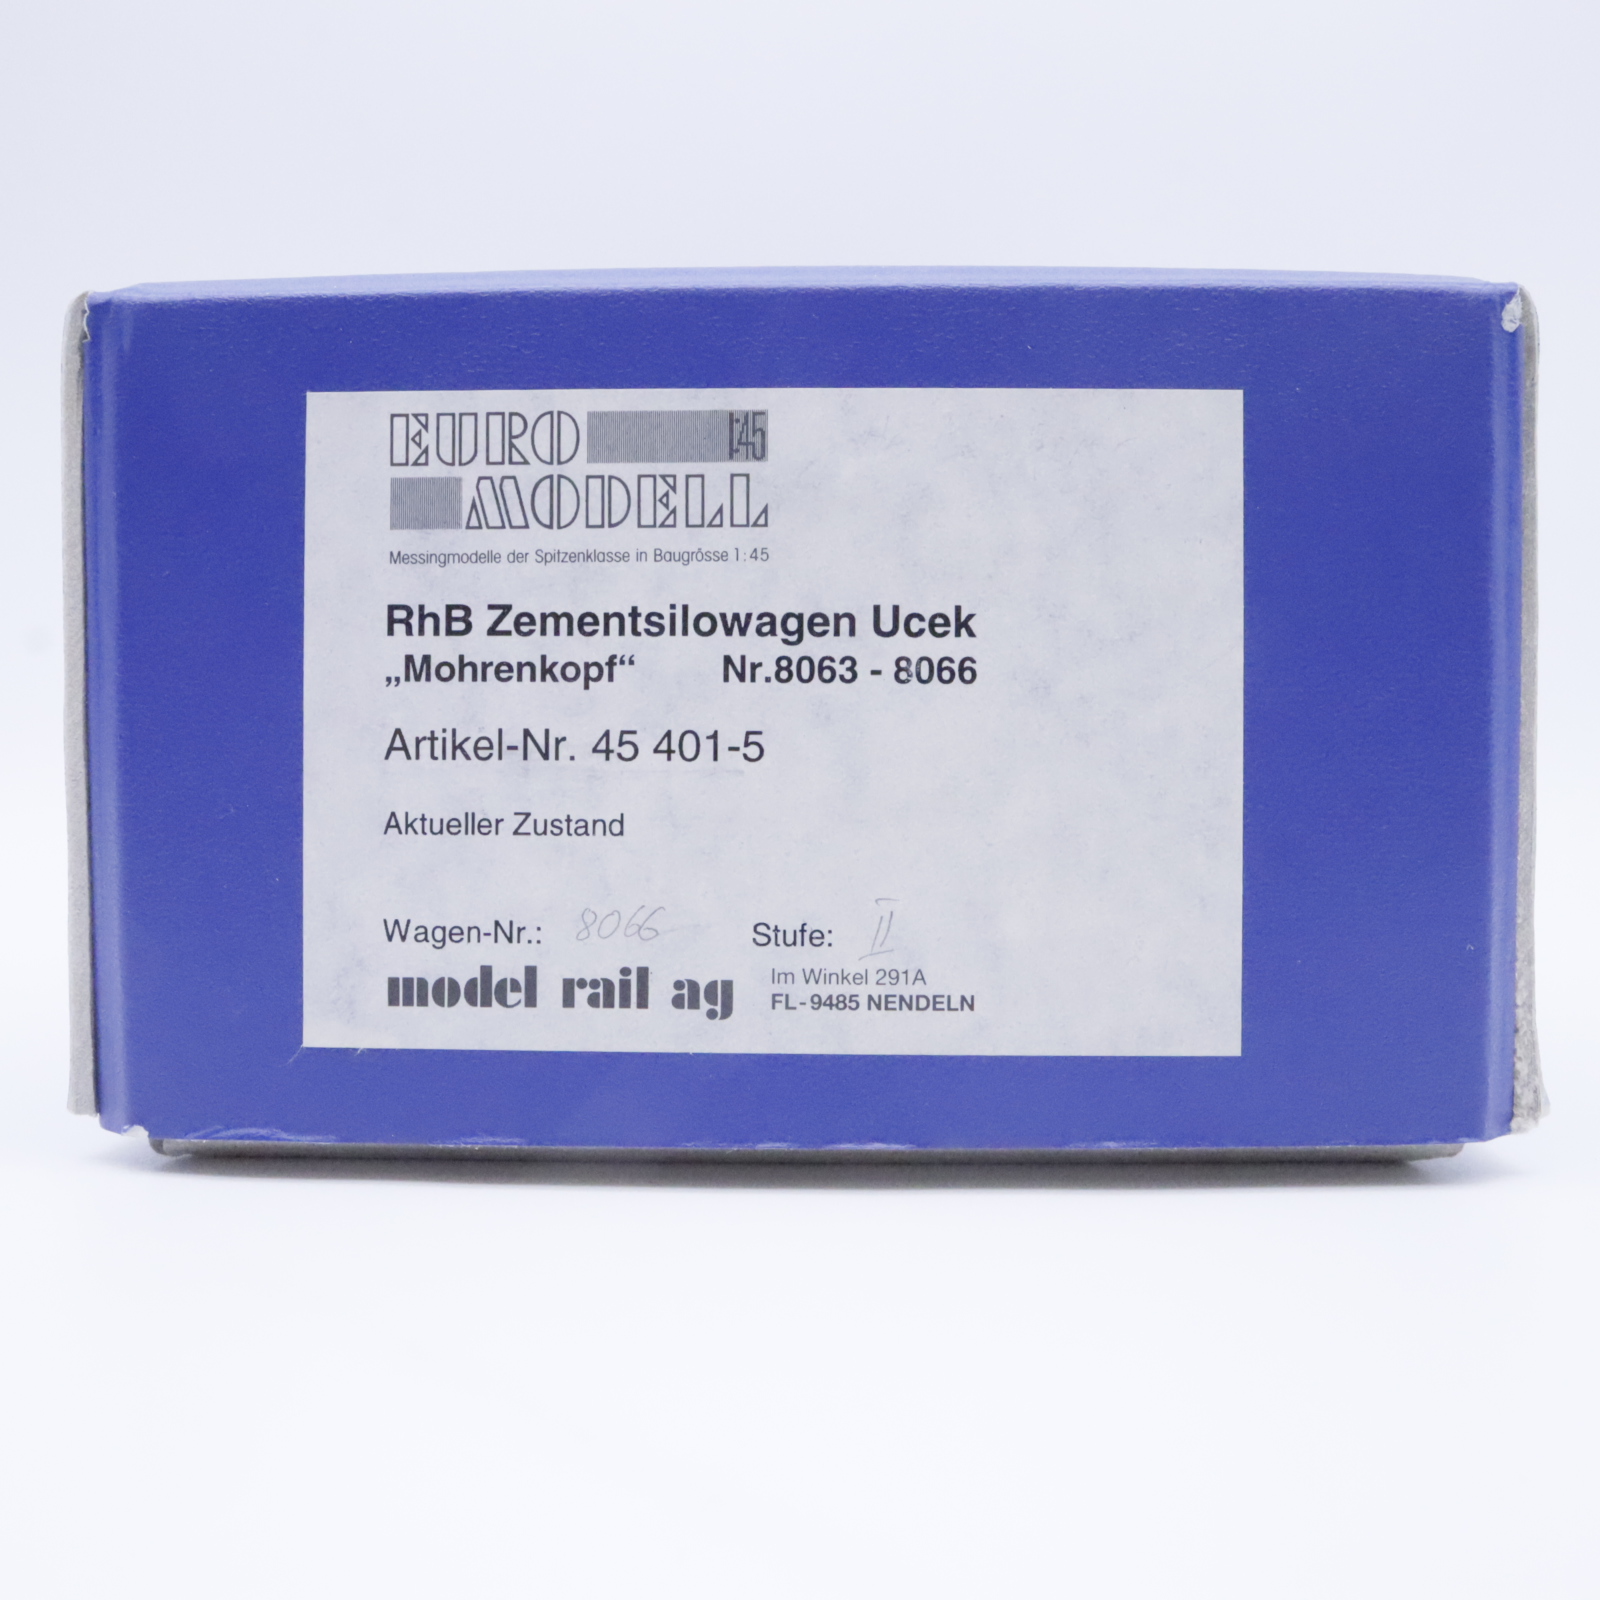 EURO 1:45
MODELL
Messingmodelle der Spitzenklasse in Baugrösse 1:45
RhB Zementsilowagen Ucek
„Mohrenkopf“ Nr.8063 - 8066
Artikel-Nr. 45 401-5
Aktueller Zustand
Wagen-Nr.: 8066 Stufe: II
model rail ag Im Winkel 291A
FL-9485 NENDELN